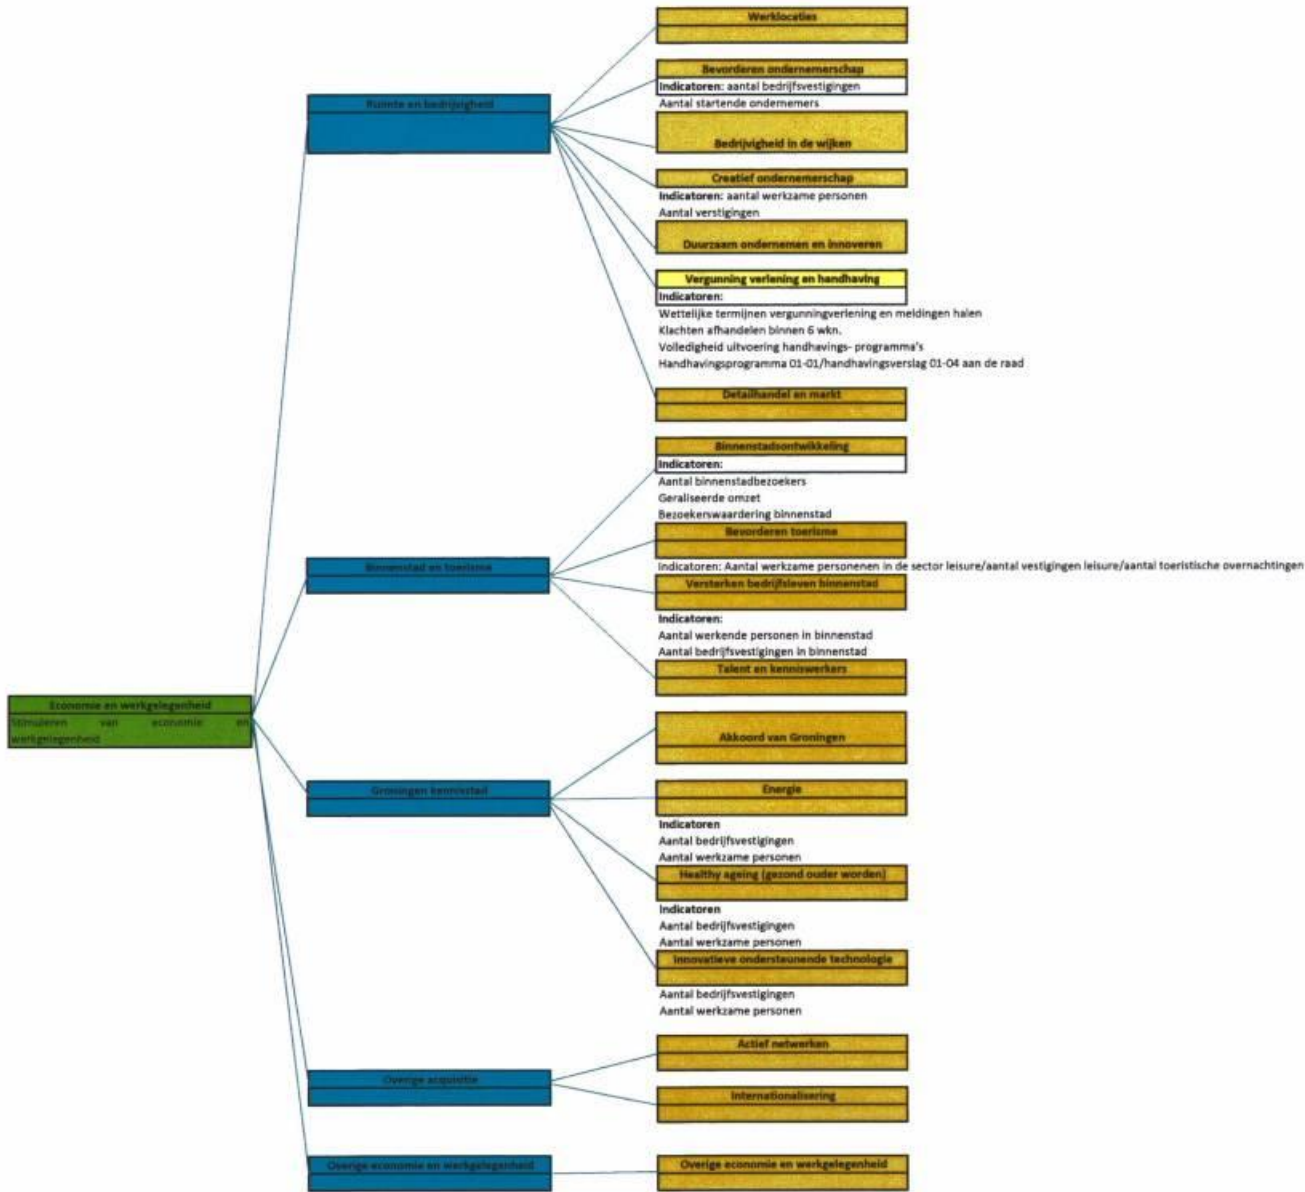 Werklocaties
Bevorderen ondernemerschap
Indicatoren: aantal bedrijfsvestigingen
Aantal startende ondernemers
Ruimte en bedrijvigheid
Bedrijvigheid in de wijken
Creatief ondernemerschap
Indicatoren: aantal werkzame personen
Aantal verstigingen
Duurzaam ondernemen en innoveren
Vergunning verlening en handhaving
Indicatoren:
Wettelijke termijnen vergunningverlening en meldingen halen
Klachten afhandelen binnen 6 wkn.
Volledigheid uitvoering handhavings- programma's
Handhavingsprogramma 01-01/handhavingsverslag 01-04 aan de raad
Detailhandel en markt
Binnenstadsontwikkeling
Indicatoren:
Aantal binnenstadbezoekers
Geraliseerde omzet
Bezoekerswaardering binnenstad
Bevorderen toerisme
Binnenstad en toerisme
Indicatoren: Aantal werkzame personenen in de sector leisure/aantal vestigingen leisure/aantal toeristische overnachtingen
Versterken bedrijfsleven binnenstad
Indicatoren:
Aantal werkende personen in binnenstad
Aantal bedrijfsvestigingen in binnenstad
Talent en kenniswerkers
Economie en werkgelegenheid
Stimuleren van economie en
werkgelegenheid
Akkoord van Groningen
Groningen kennisstad
Energie
Indicatoren
Aantal bedrijfsvestigingen
Aantal werkzame personen
Healthy ageing (gezond ouder worden)
Indicatoren
Aantal bedrijfsvestigingen
Aantal werkzame personen
Innovatieve ondersteunende technologie
Aantal bedrijfsvestigingen
Aantal werkzame personen
Actief netwerken
Overige acquisitie
Internationalisering
Overige economie en werkgelegenheid
Overige economie en werkgelegenheid